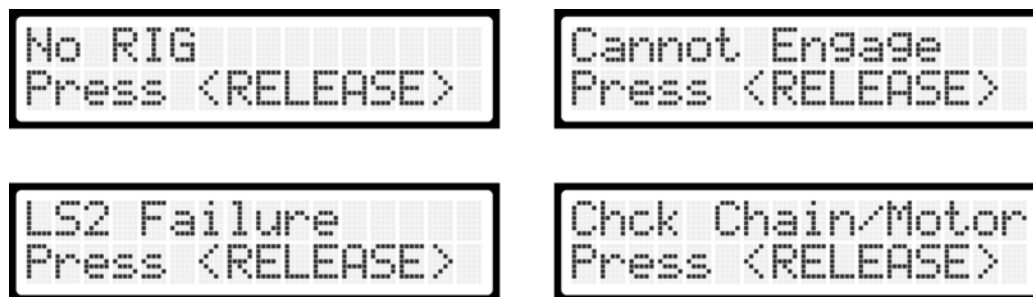 No RIG
Press <RELEASE>
Cannot Engage
Press <RELEASE>
LS2 Failure
Press <RELEASE>
Chck Chain/Motor
Press <RELEASE>